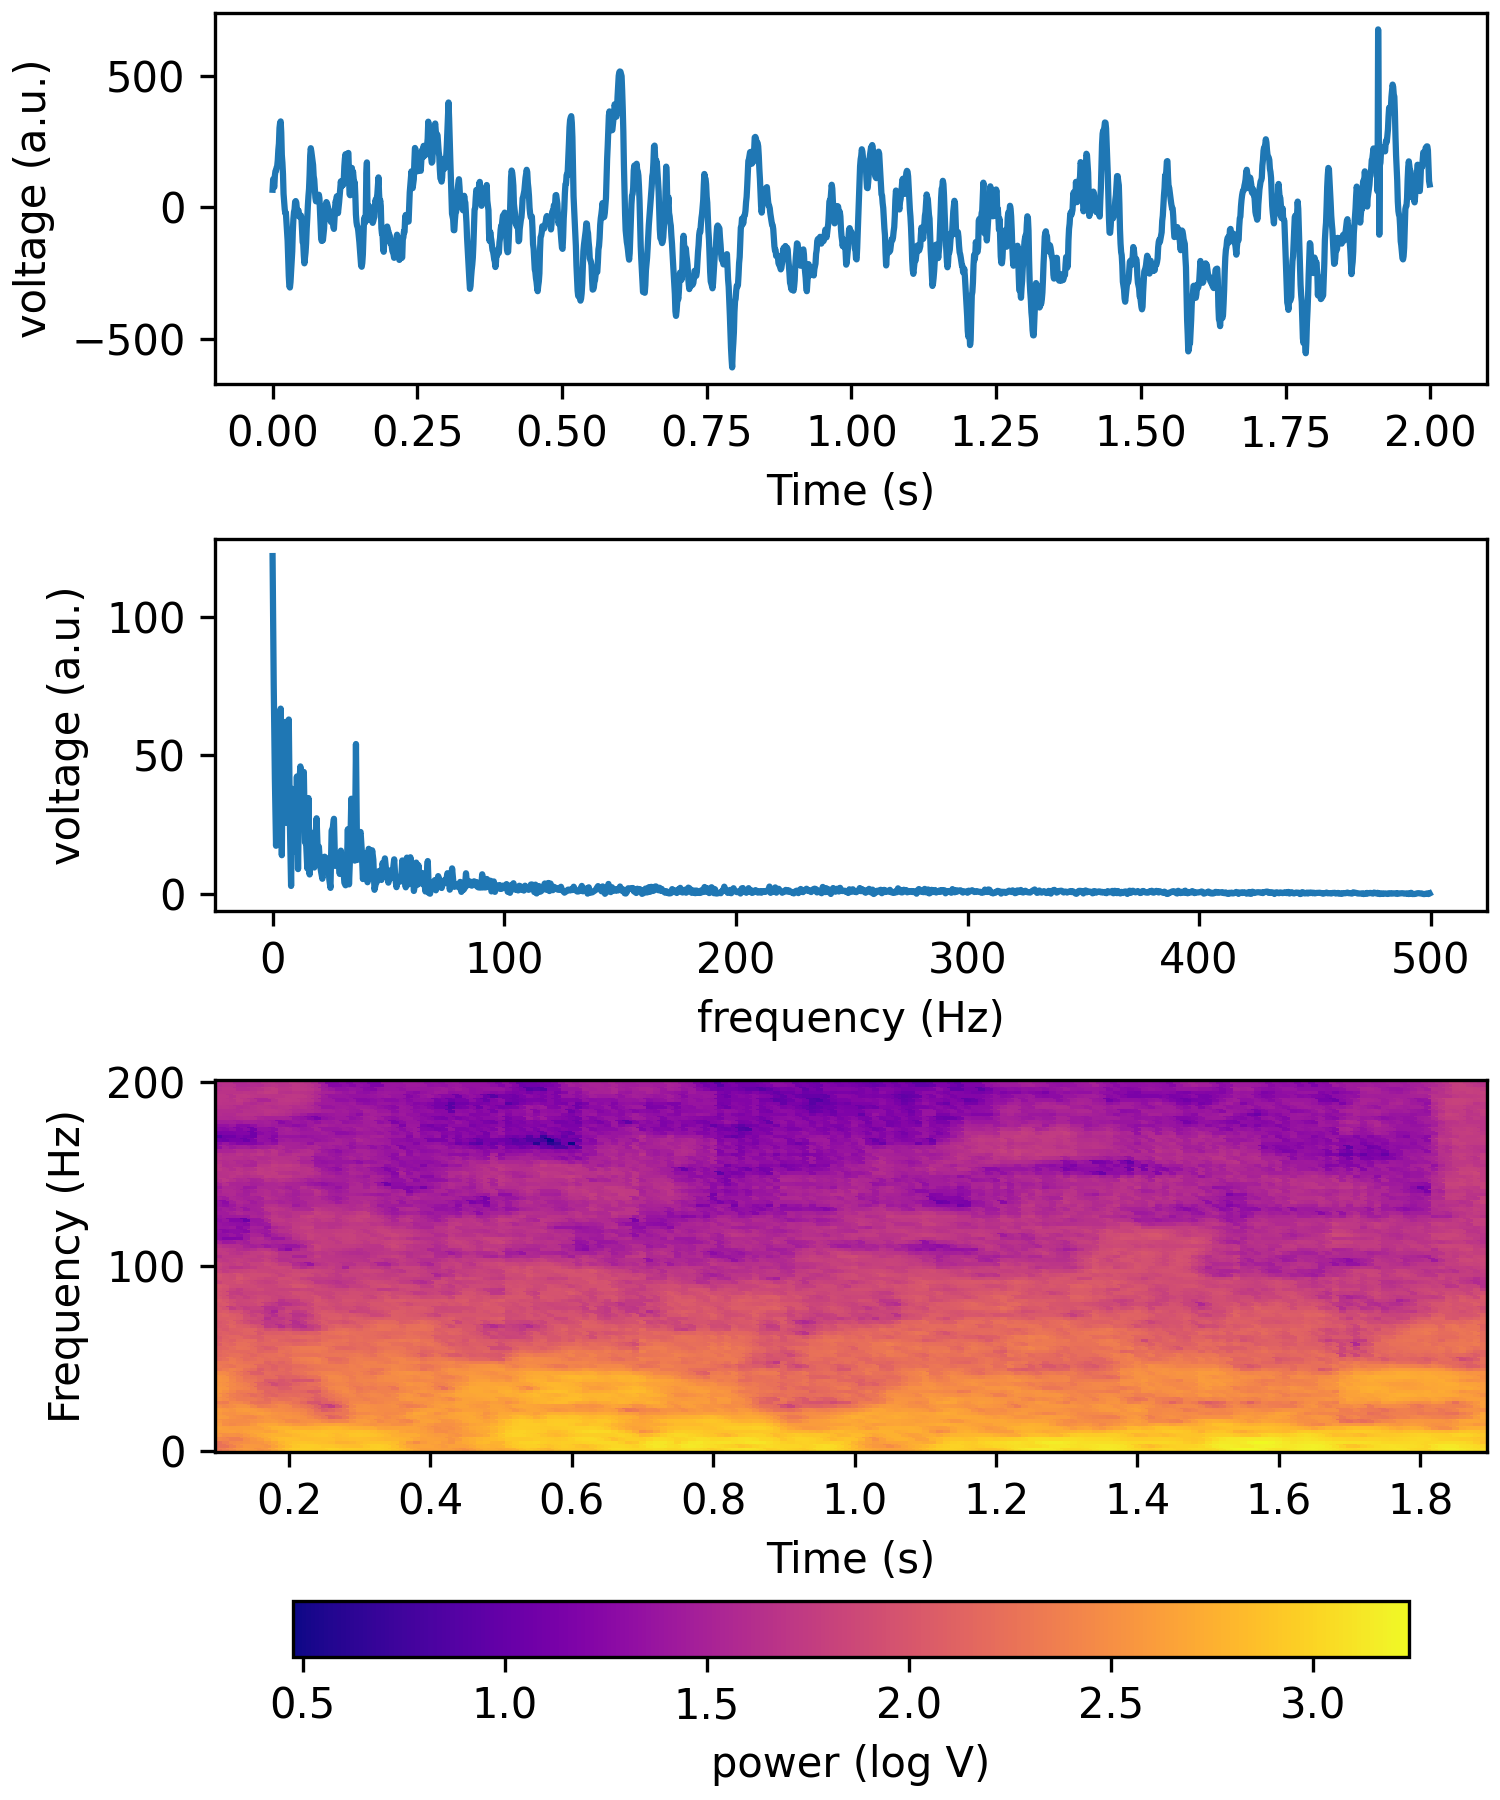 voltage (a.u.)
500
0
−500
0.00 0.25 0.50 0.75 1.00 1.25 1.50 1.75 2.00
Time (s)
voltage (a.u.)
100
50
0
0 100 200 300 400 500
frequency (Hz)
Frequency (Hz)
200
100
0
0.2 0.4 0.6 0.8 1.0 1.2 1.4 1.6 1.8
Time (s)
0.5 1.0 1.5 2.0 2.5 3.0
power (log V)